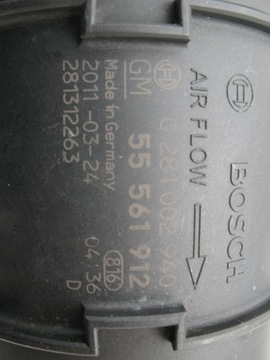 BOSCH
AIR FLOW
0 281 002 940
GM 55 561 912
Made in Germany 816
2011-03-24 04 36
281312263 D